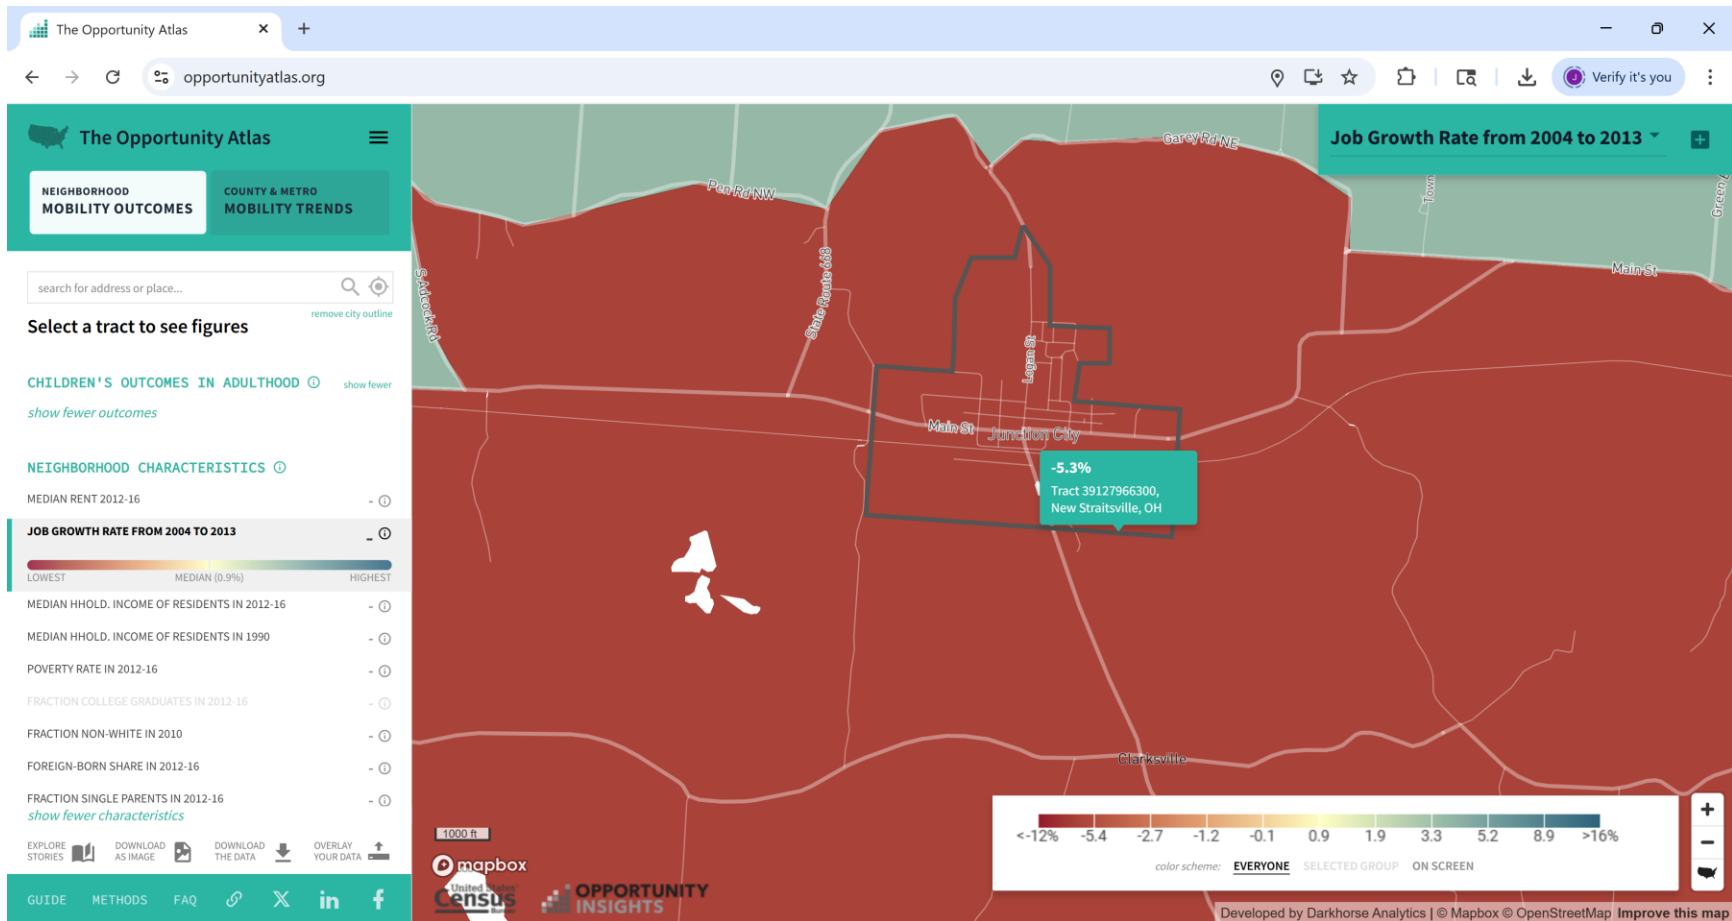 The Opportunity Atlas
opportunityatlas.org
Verify it's you
The Opportunity Atlas
NEIGHBORHOOD
MOBILITY OUTCOMES
COUNTY & METRO
MOBILITY TRENDS
search for address or place...
remove city outline
Select a tract to see figures
CHILDREN'S OUTCOMES IN ADULTHOOD
show fewer
show fewer outcomes
NEIGHBORHOOD CHARACTERISTICS
MEDIAN RENT 2012-16 -
JOB GROWTH RATE FROM 2004 TO 2013 -
LOWEST MEDIAN (0.9%) HIGHEST
MEDIAN HHOLD. INCOME OF RESIDENTS IN 2012-16 -
MEDIAN HHOLD. INCOME OF RESIDENTS IN 1990 -
POVERTY RATE IN 2012-16 -
FRACTION COLLEGE GRADUATES IN 2012-16 -
FRACTION NON-WHITE IN 2010 -
FOREIGN-BORN SHARE IN 2012-16 -
FRACTION SINGLE PARENTS IN 2012-16 -
show fewer characteristics
EXPLORE
STORIES
DOWNLOAD
AS IMAGE
DOWNLOAD
THE DATA
OVERLAY
YOUR DATA
GUIDE METHODS FAQ
Job Growth Rate from 2004 to 2013
Garey Rd NE
Pen Rd NW
Town
Green
Main St
State Route 668
S Adcock Rd
Logan St
Main St
Junction City
-5.3%
Tract 39127966300,
New Straitsville, OH
Clarksville
1000 ft
mapbox
United States
Census
Bureau
OPPORTUNITY
INSIGHTS
<-12% -5.4 -2.7 -1.2 -0.1 0.9 1.9 3.3 5.2 8.9 >16%
color scheme: EVERYONE SELECTED GROUP ON SCREEN
Developed by Darkhorse Analytics | © Mapbox © OpenStreetMap Improve this map